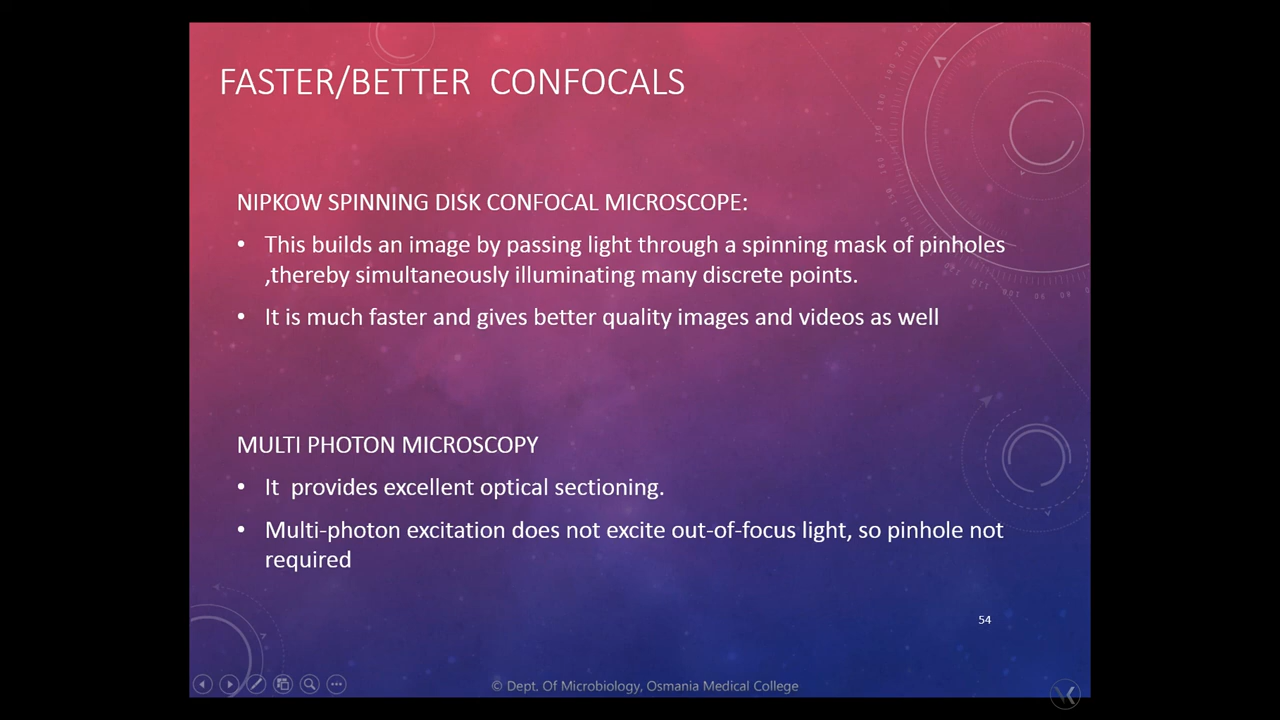 FASTER/BETTER  CONFOCALS
NIPKOW SPINNING DISK CONFOCAL MICROSCOPE:
• This builds an image by passing light through a spinning mask of pinholes
,thereby simultaneously illuminating many discrete points.
• It is much faster and gives better quality images and videos as well
MULTI PHOTON MICROSCOPY
• It  provides excellent optical sectioning.
• Multi-photon excitation does not excite out-of-focus light, so pinhole not
required
54
© Dept. Of Microbiology, Osmania Medical College